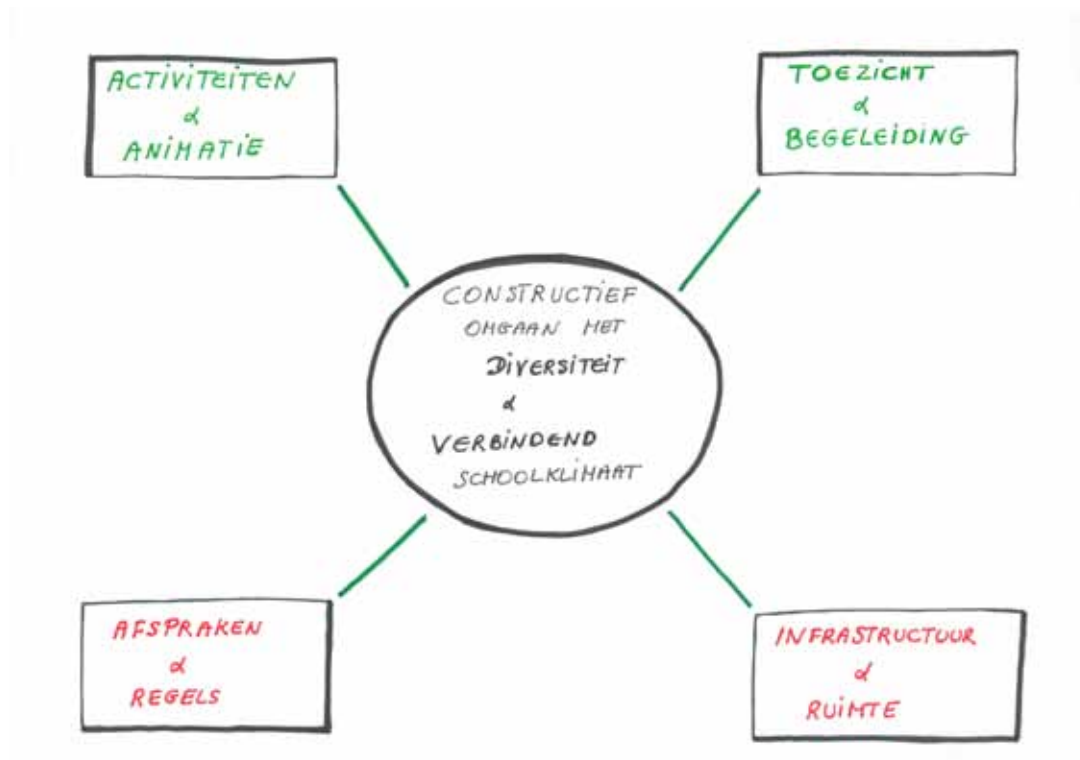 ACTIVITEITEN
&
ANIMATIE
TOEZICHT
&
BEGELEIDING
CONSTRUCTIEF
OMGAAN MET
DIVERSITEIT
&
VERBINDEND
SCHOOLKLIMAAT
AFSPRAKEN
&
REGELS
INFRASTRUCTUUR
&
RUIMTE